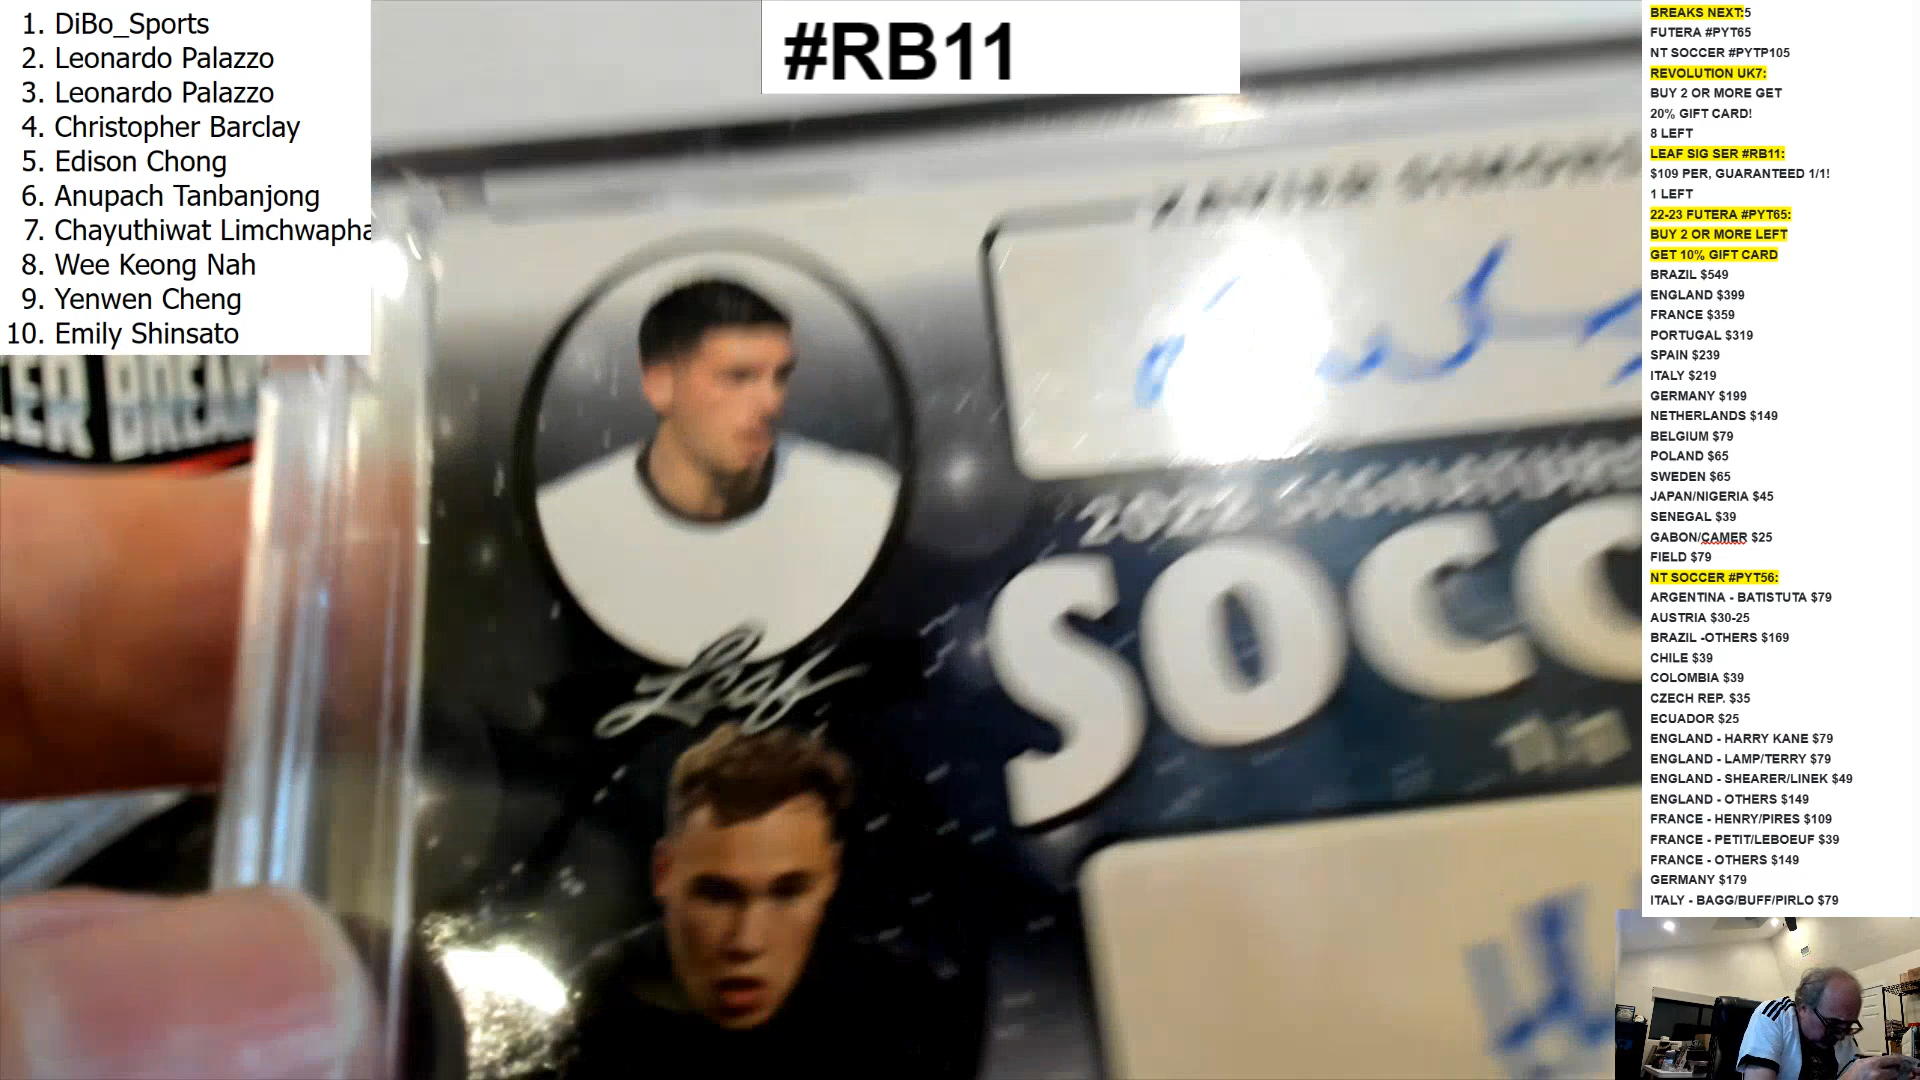 1. DiBo_Sports
2. Leonardo Palazzo
3. Leonardo Palazzo
4. Christopher Barclay
5. Edison Chong
6. Anupach Tanbanjong
7. Chayuthiwat Limchwapha
8. Wee Keong Nah
9. Yenwen Cheng
10. Emily Shinsato
#RB11
2022 SIGNATURE
SOCC
Leaf
BREAKS NEXT:5
FUTERA #PYT65
NT SOCCER #PYTP105
REVOLUTION UK7:
BUY 2 OR MORE GET
20% GIFT CARD!
8 LEFT
LEAF SIG SER #RB11:
$109 PER, GUARANTEED 1/1!
1 LEFT
22-23 FUTERA #PYT65:
BUY 2 OR MORE LEFT
GET 10% GIFT CARD
BRAZIL $549
ENGLAND $399
FRANCE $359
PORTUGAL $319
SPAIN $239
ITALY $219
GERMANY $199
NETHERLANDS $149
BELGIUM $79
POLAND $65
SWEDEN $65
JAPAN/NIGERIA $45
SENEGAL $39
GABON/CAMER $25
FIELD $79
NT SOCCER #PYT56:
ARGENTINA - BATISTUTA $79
AUSTRIA $30-25
BRAZIL -OTHERS $169
CHILE $39
COLOMBIA $39
CZECH REP. $35
ECUADOR $25
ENGLAND - HARRY KANE $79
ENGLAND - LAMP/TERRY $79
ENGLAND - SHEARER/LINEK $49
ENGLAND - OTHERS $149
FRANCE - HENRY/PIRES $109
FRANCE - PETIT/LEBOEUF $39
FRANCE - OTHERS $149
GERMANY $179
ITALY - BAGG/BUFF/PIRLO $79